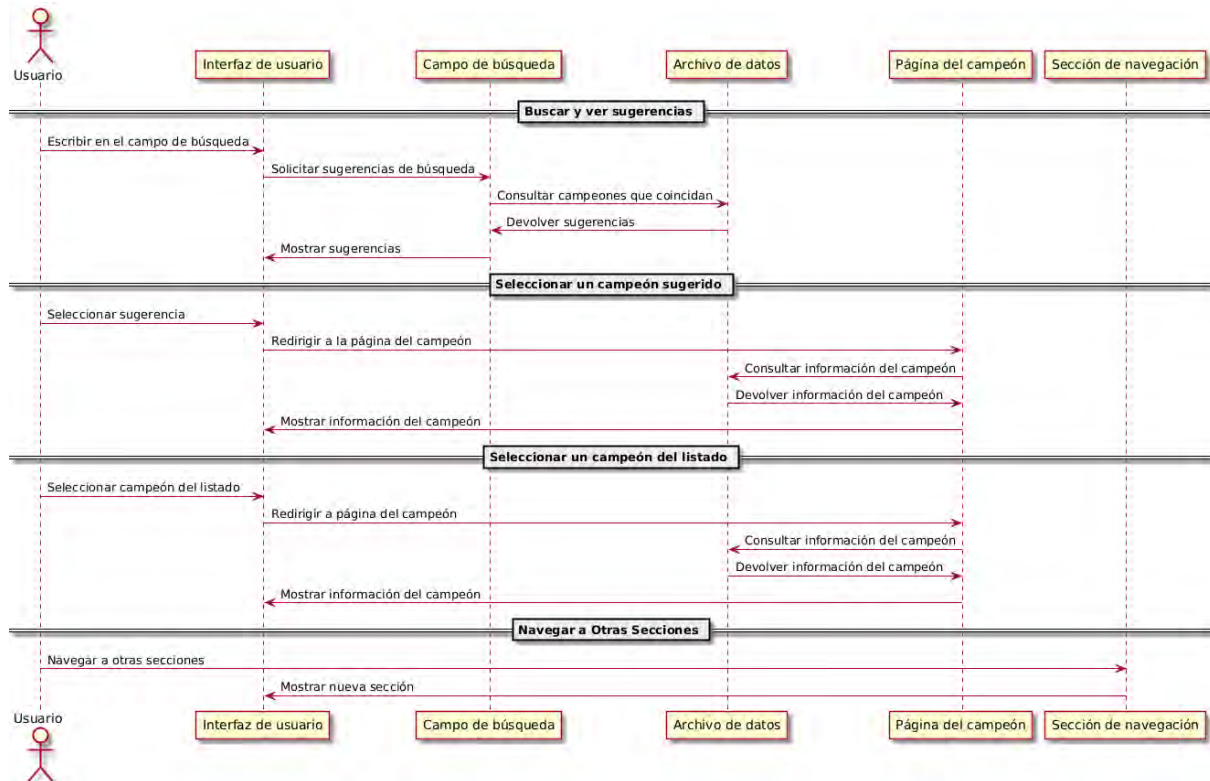 Usuario
Interfaz de usuario
Campo de búsqueda
Archivo de datos
Página del campeón
Sección de navegación
Buscar y ver sugerencias
Escribir en el campo de búsqueda
Solicitar sugerencias de búsqueda
Consultar campeones que coincidan
Devolver sugerencias
Mostrar sugerencias
Seleccionar un campeón sugerido
Seleccionar sugerencia
Redirigir a la página del campeón
Consultar información del campeón
Devolver información del campeón
Mostrar información del campeón
Seleccionar un campeón del listado
Seleccionar campeón del listado
Redirigir a página del campeón
Consultar información del campeón
Devolver información del campeón
Mostrar información del campeón
Navegar a Otras Secciones
Navegar a otras secciones
Mostrar nueva sección
Usuario
Interfaz de usuario
Campo de búsqueda
Archivo de datos
Página del campeón
Sección de navegación